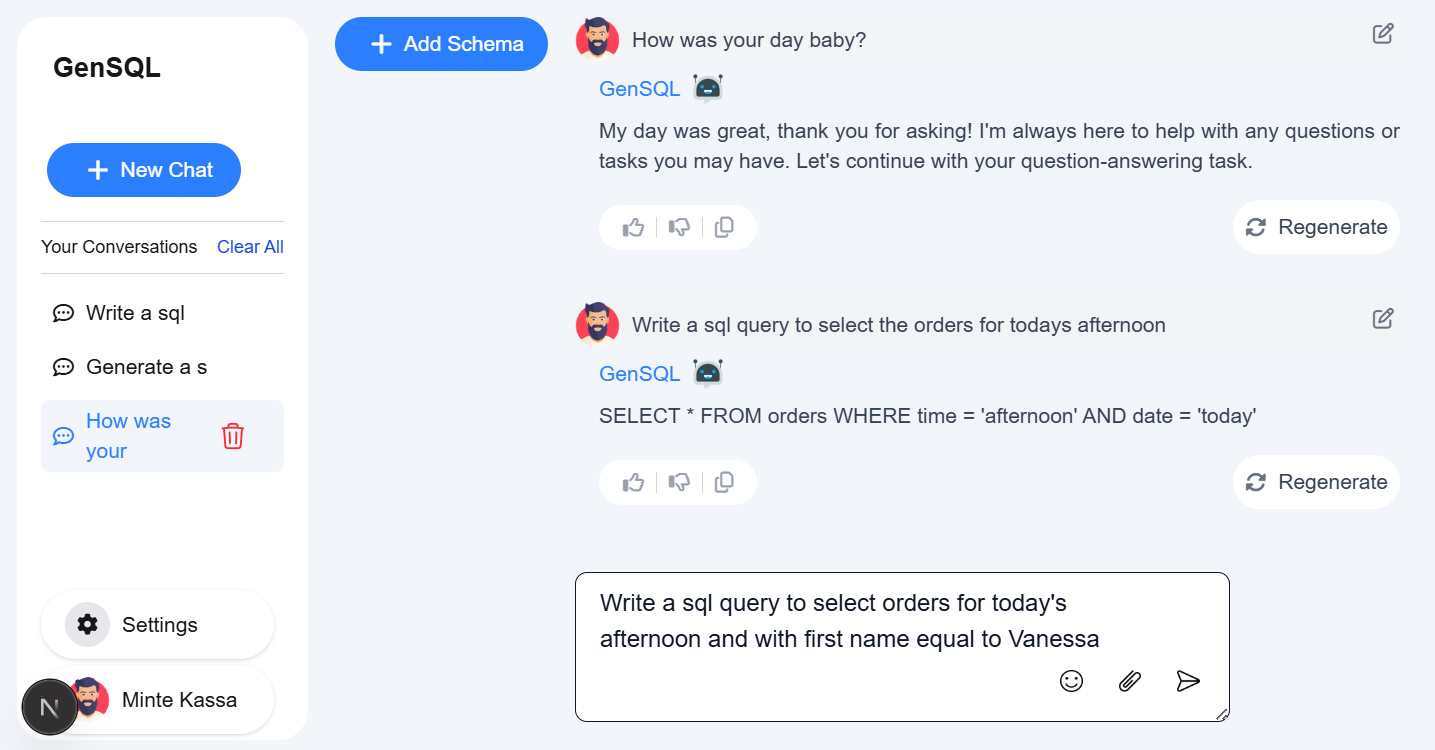 GenSQL
New Chat
Your Conversations Clear All
Write a sql
Generate a s
How was
your
Settings
N
Minte Kassa
Add Schema
How was your day baby?
GenSQL
My day was great, thank you for asking! I'm always here to help with any questions or
tasks you may have. Let's continue with your question-answering task.
Regenerate
Write a sql query to select the orders for todays afternoon
GenSQL
SELECT * FROM orders WHERE time = 'afternoon' AND date = 'today'
Regenerate
Write a sql query to select orders for today's
afternoon and with first name equal to Vanessa